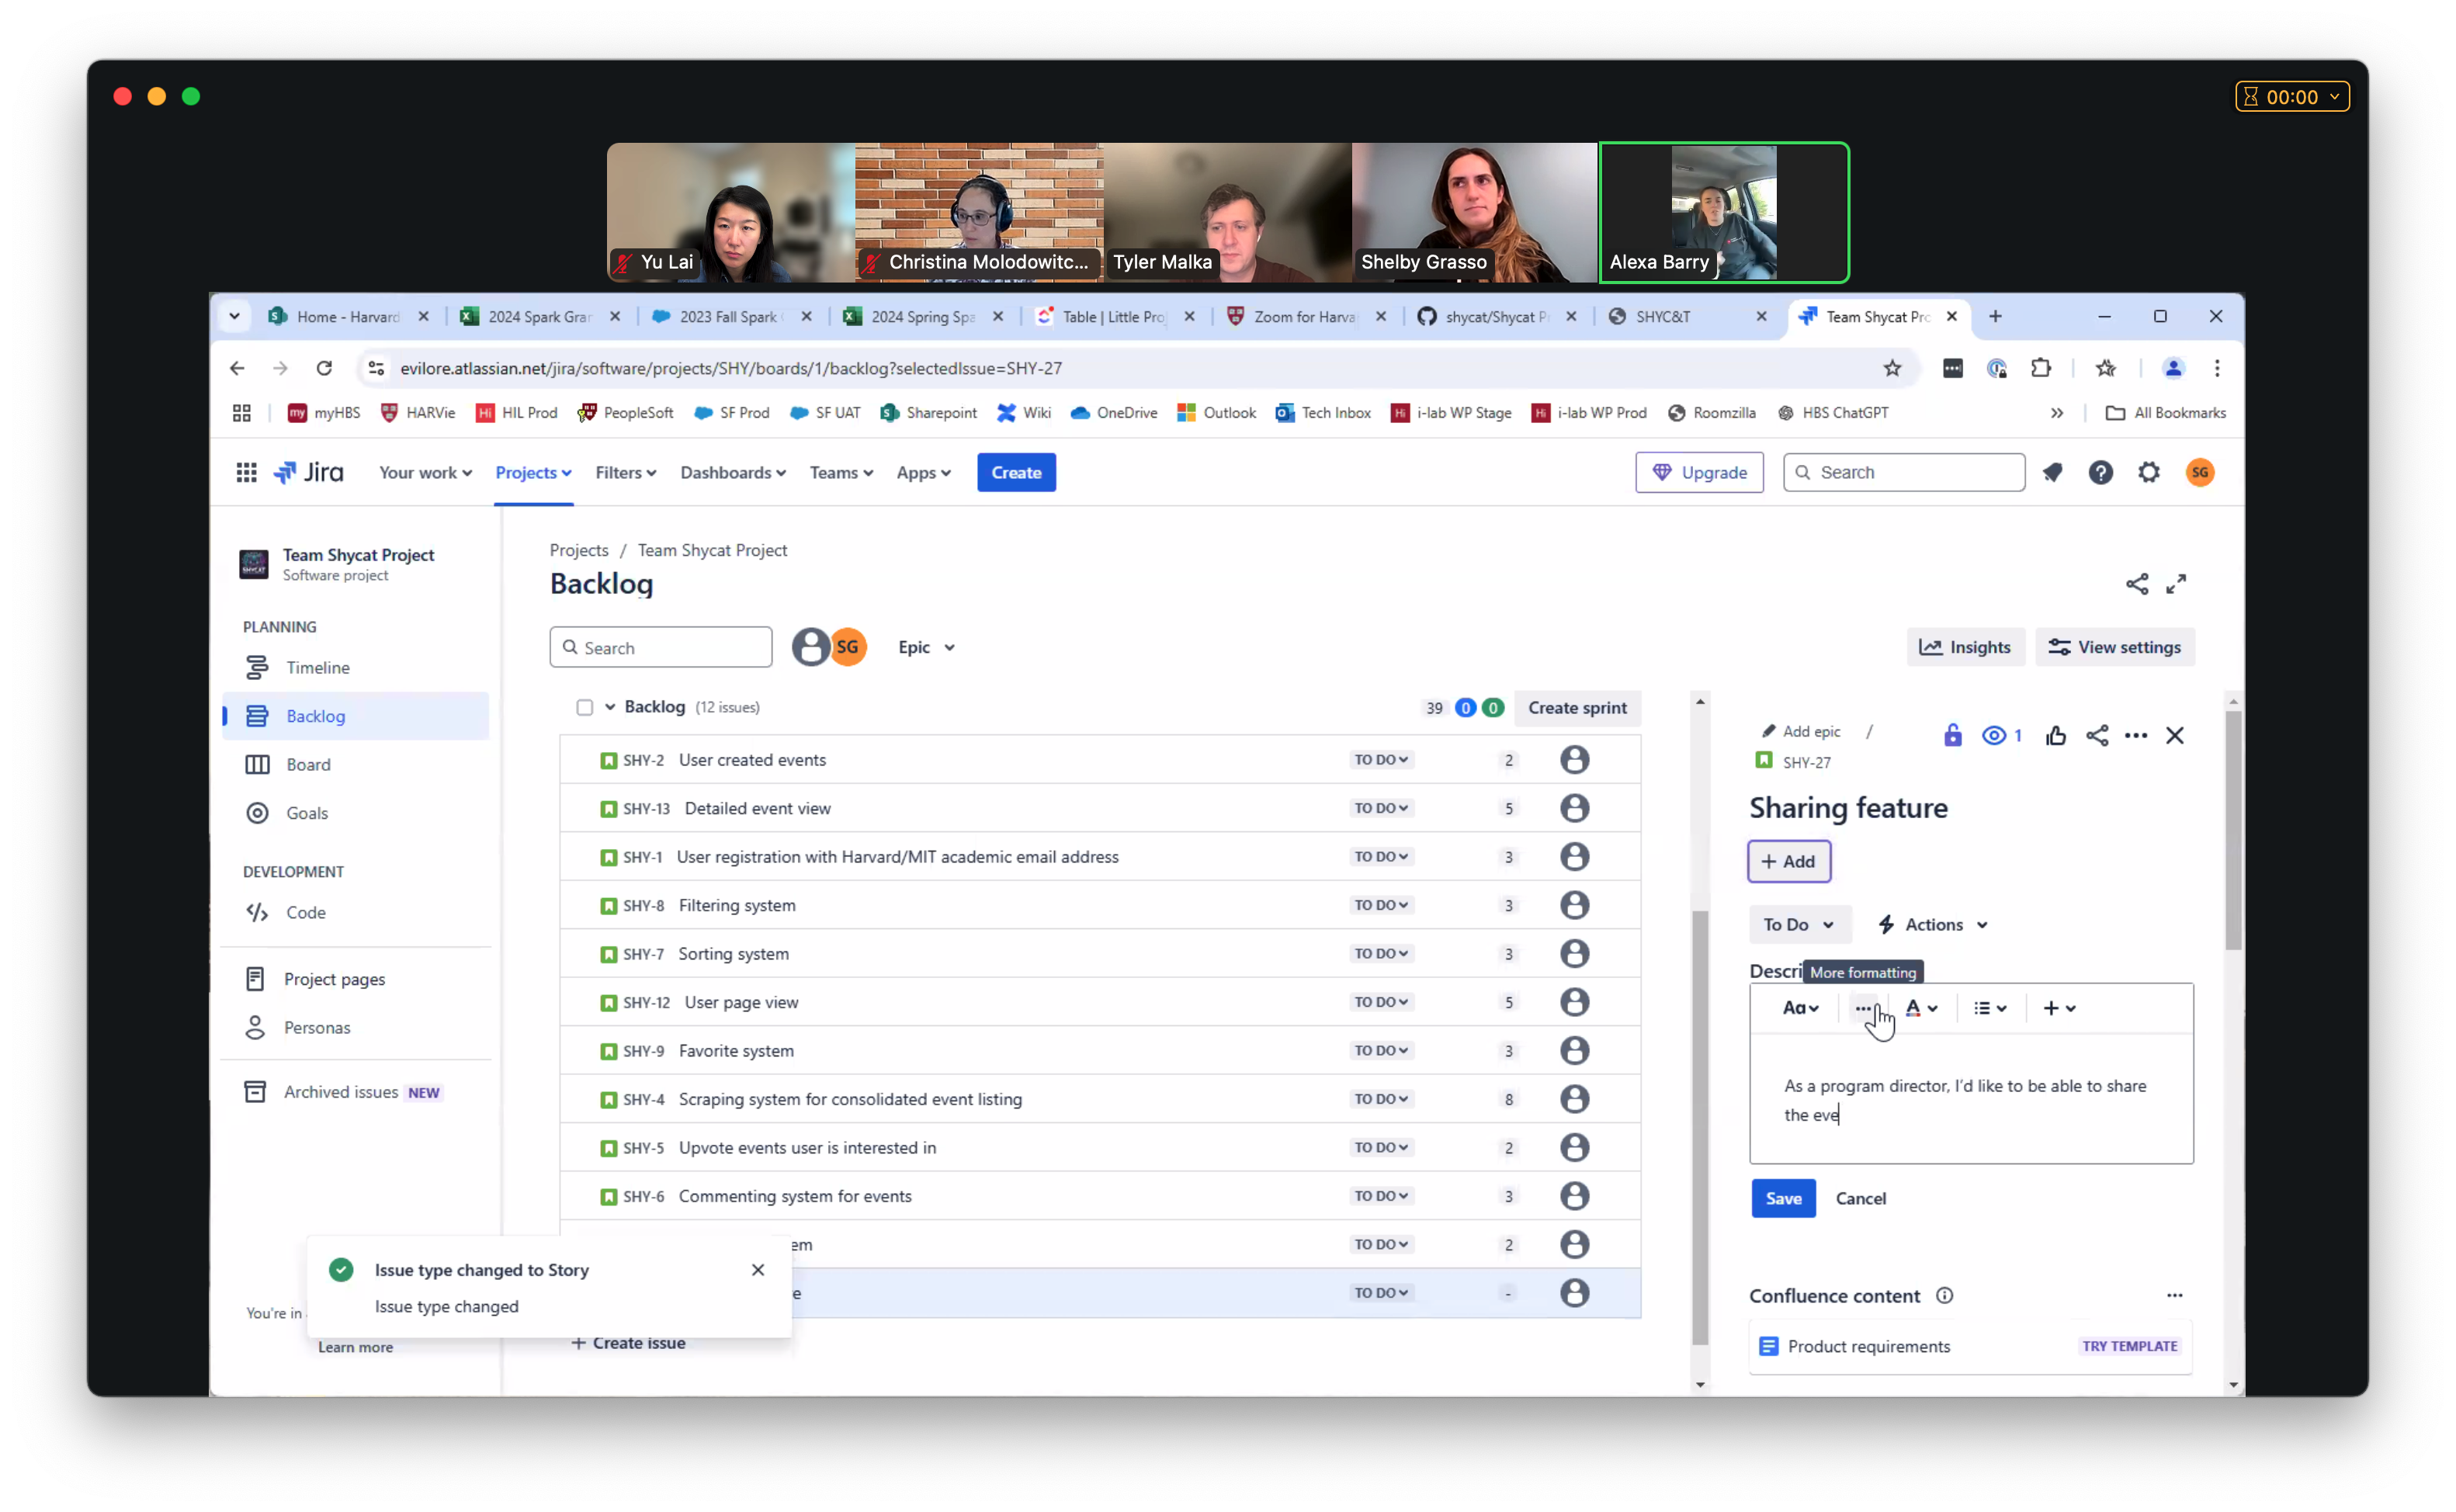 00:00
Yu Lai
Christina Molodowitc...
Tyler Malka
Shelby Grasso
Alexa Barry
Home - Harvard
2024 Spark Gran
2023 Fall Spark
2024 Spring Spa
Table | Little Pro
Zoom for Harva
shycat/Shycat P
SHYC&T
Team Shycat Pro
evilore.atlassian.net/jira/software/projects/SHY/boards/1/backlog?selectedIssue=SHY-27
my myHBS
HARVie
Hi HIL Prod
PeopleSoft
SF Prod
SF UAT
Sharepoint
Wiki
OneDrive
Outlook
Tech Inbox
Hi i-lab WP Stage
Hi i-lab WP Prod
Roomzilla
HBS ChatGPT
All Bookmarks
Jira
Your work
Projects
Filters
Dashboards
Teams
Apps
Create
Upgrade
Search
SG
Team Shycat Project
Software project
PLANNING
Timeline
Backlog
Board
Goals
DEVELOPMENT
Code
Project pages
Personas
Archived issues NEW
You're in
Learn more
Projects / Team Shycat Project
Backlog
Search
SG
Epic
Insights
View settings
Backlog (12 issues)
39 0 0
Create sprint
SHY-2 User created events TO DO 2
SHY-13 Detailed event view TO DO 5
SHY-1 User registration with Harvard/MIT academic email address TO DO 3
SHY-8 Filtering system TO DO 3
SHY-7 Sorting system TO DO 3
SHY-12 User page view TO DO 5
SHY-9 Favorite system TO DO 3
SHY-4 Scraping system for consolidated event listing TO DO 8
SHY-5 Upvote events user is interested in TO DO 2
SHY-6 Commenting system for events TO DO 3
em TO DO 2
e TO DO -
+ Create issue
Issue type changed to Story
Issue type changed
Add epic /
1
SHY-27
Sharing feature
+ Add
To Do
Actions
Descri
More formatting
Aa
A
As a program director, I'd like to be able to share
the eve
Save
Cancel
Confluence content
Product requirements
TRY TEMPLATE